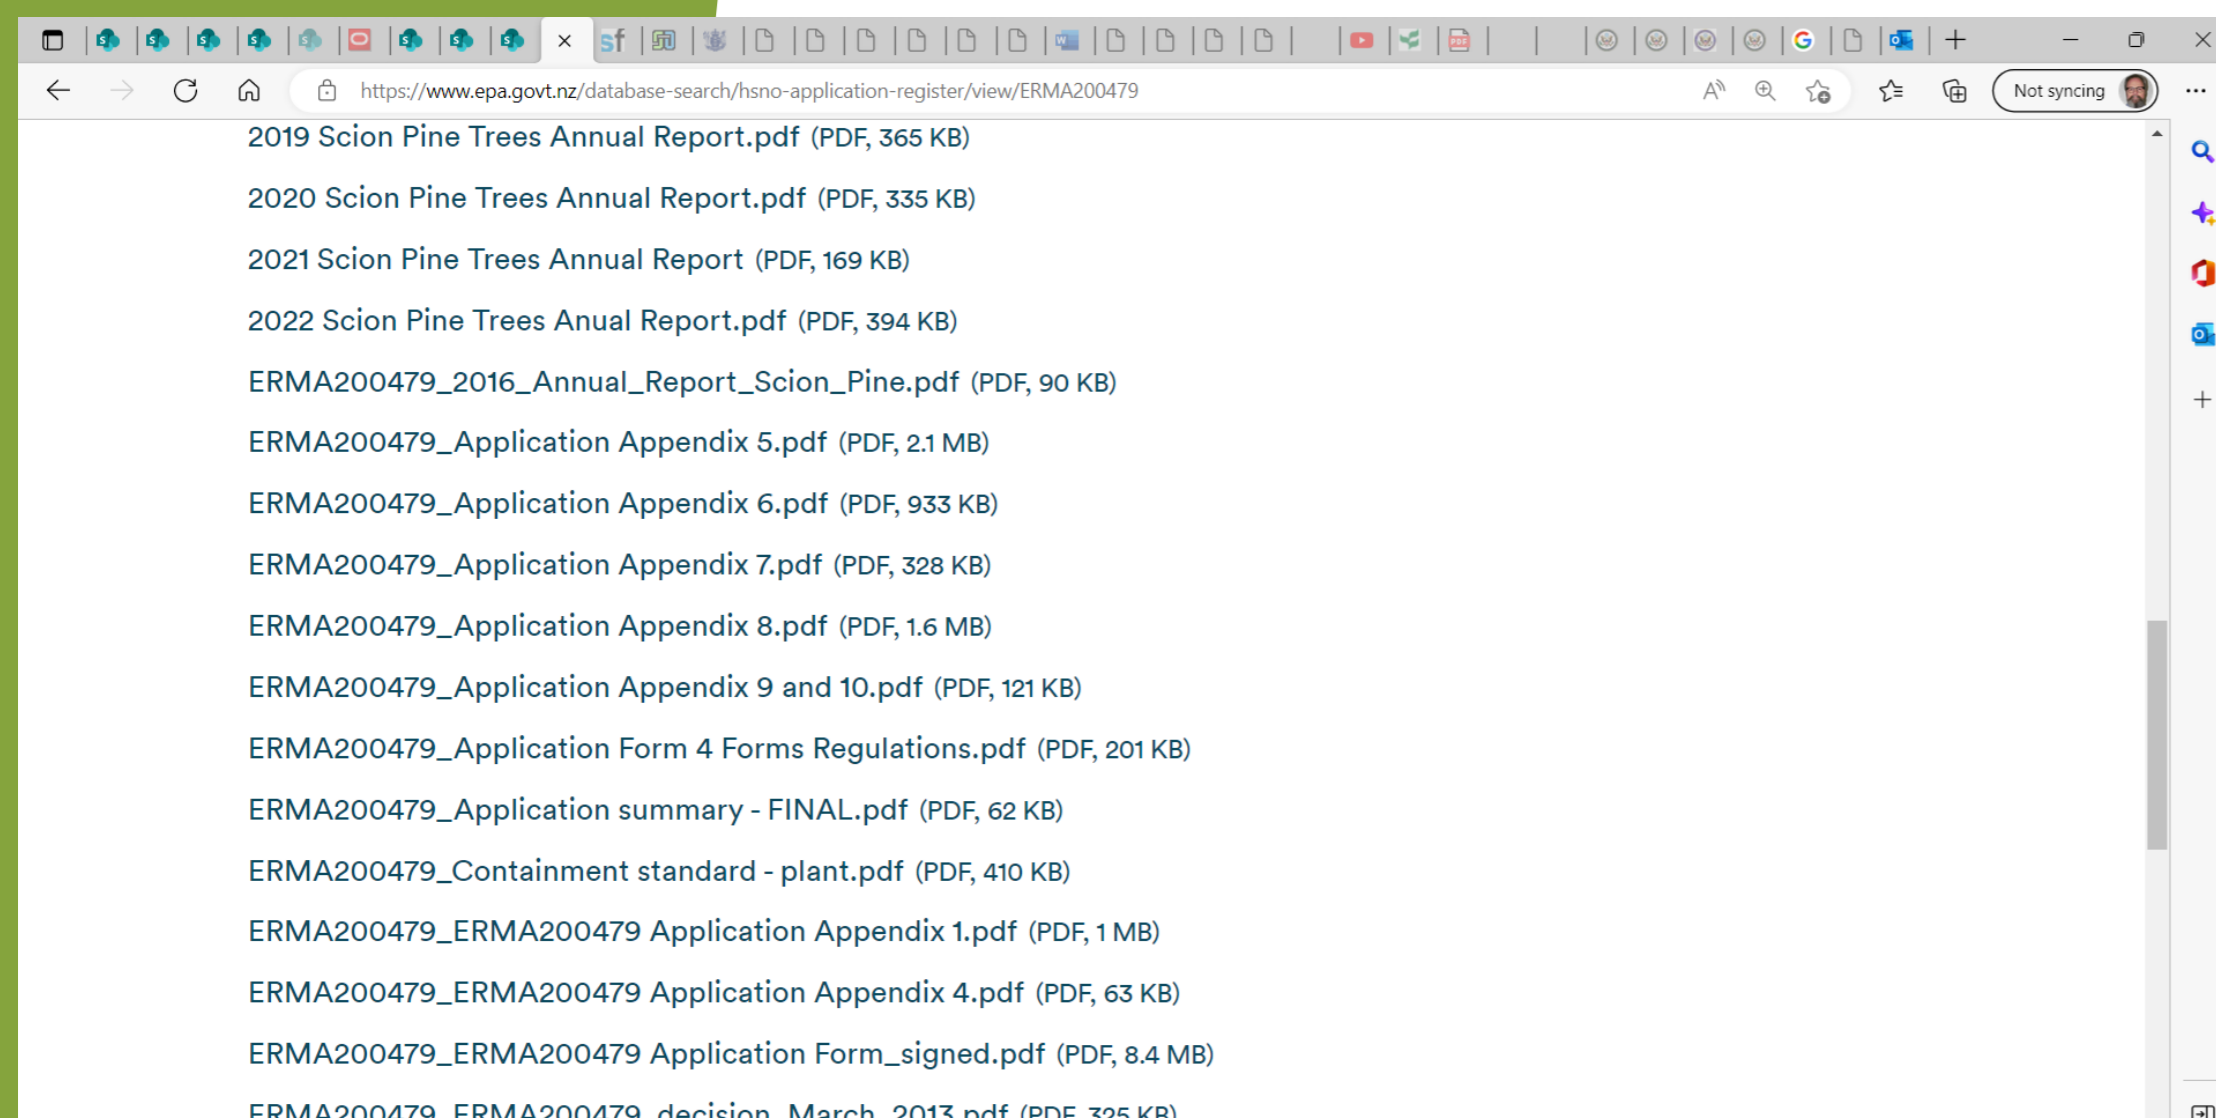 https://www.epa.govt.nz/database-search/hsno-application-register/view/ERMA200479
Not syncing
2019 Scion Pine Trees Annual Report.pdf (PDF, 365 KB)
2020 Scion Pine Trees Annual Report.pdf (PDF, 335 KB)
2021 Scion Pine Trees Annual Report (PDF, 169 KB)
2022 Scion Pine Trees Anual Report.pdf (PDF, 394 KB)
ERMA200479_2016_Annual_Report_Scion_Pine.pdf (PDF, 90 KB)
ERMA200479_Application Appendix 5.pdf (PDF, 2.1 MB)
ERMA200479_Application Appendix 6.pdf (PDF, 933 KB)
ERMA200479_Application Appendix 7.pdf (PDF, 328 KB)
ERMA200479_Application Appendix 8.pdf (PDF, 1.6 MB)
ERMA200479_Application Appendix 9 and 10.pdf (PDF, 121 KB)
ERMA200479_Application Form 4 Forms Regulations.pdf (PDF, 201 KB)
ERMA200479_Application summary - FINAL.pdf (PDF, 62 KB)
ERMA200479_Containment standard - plant.pdf (PDF, 410 KB)
ERMA200479_ERMA200479 Application Appendix 1.pdf (PDF, 1 MB)
ERMA200479_ERMA200479 Application Appendix 4.pdf (PDF, 63 KB)
ERMA200479_ERMA200479 Application Form_signed.pdf (PDF, 8.4 MB)
ERMA200479_ERMA200479_decision_March_2013.pdf (PDF, 325 KB)